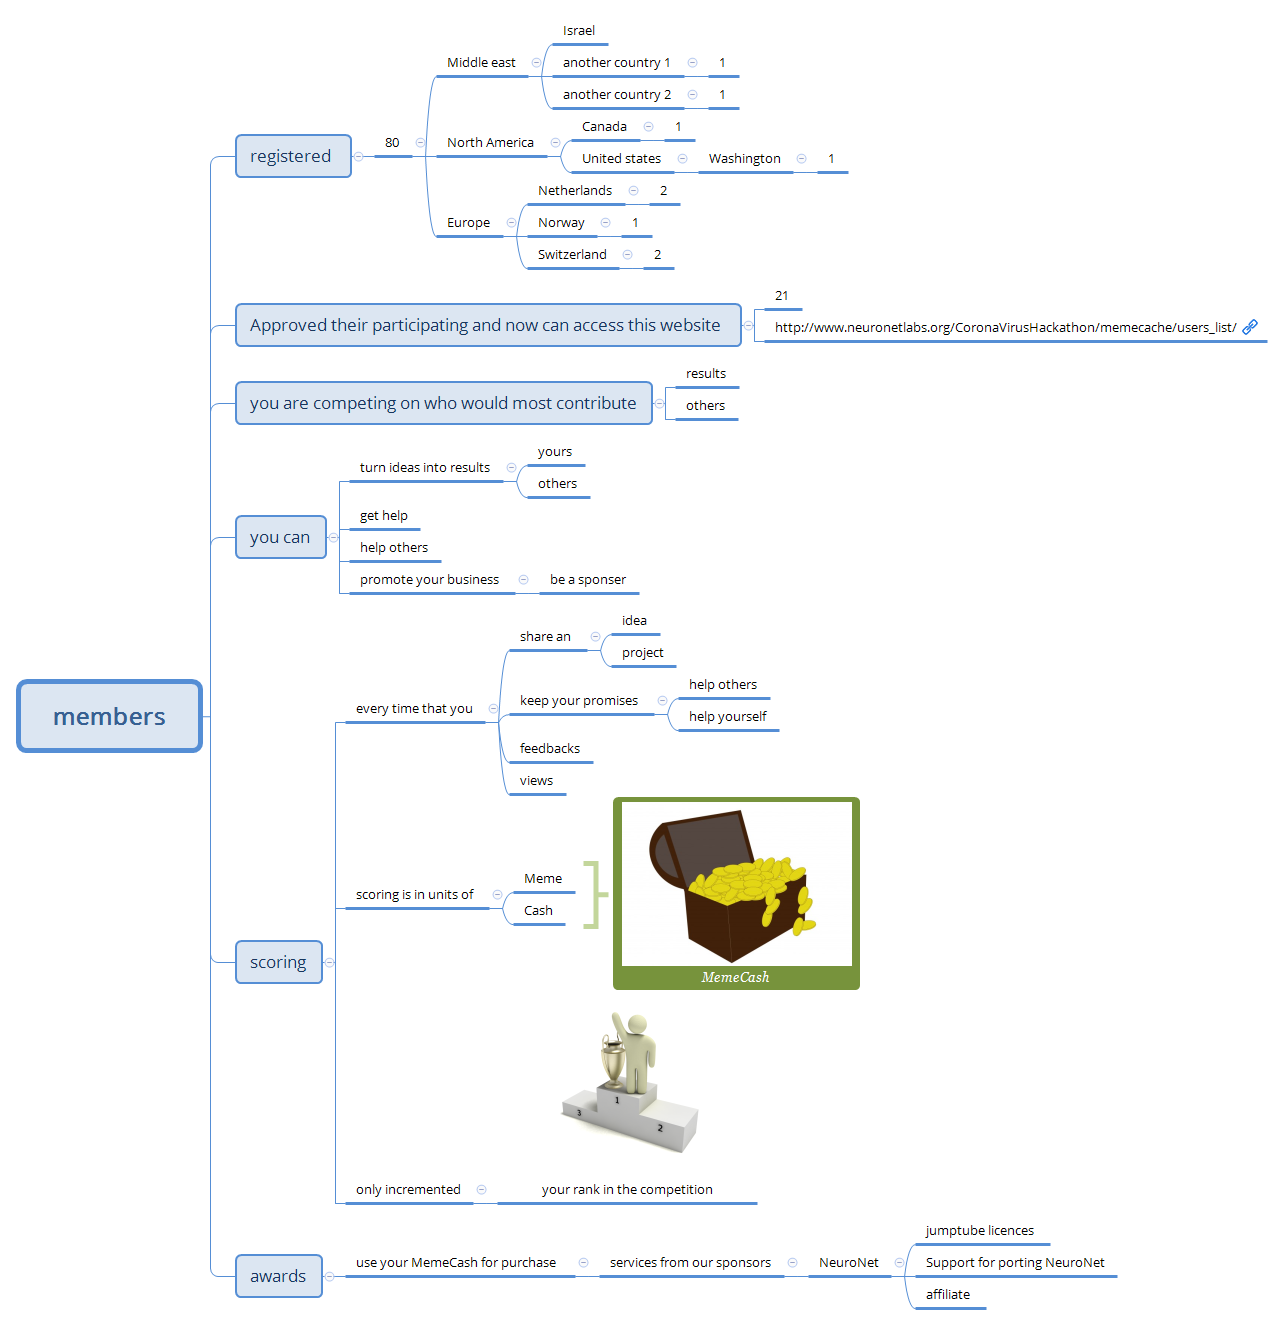 members
registered
80
Middle east
Israel
another country 1
1
another country 2
1
North America
Canada
1
United states
Washington
1
Europe
Netherlands
2
Norway
1
Switzerland
2
Approved their participating and now can access this website
21
http://www.neuronetlabs.org/CoronaVirusHackathon/memecache/users_list/
you are competing on who would most contribute
results
others
you can
turn ideas into results
yours
others
get help
help others
promote your business
be a sponser
scoring
every time that you
share an
idea
project
keep your promises
help others
help yourself
feedbacks
views
scoring is in units of
Meme
Cash
MemeCash
1
3
2
only incremented
your rank in the competition
awards
use your MemeCash for purchase
services from our sponsors
NeuroNet
jumptube licences
Support for porting NeuroNet
affiliate